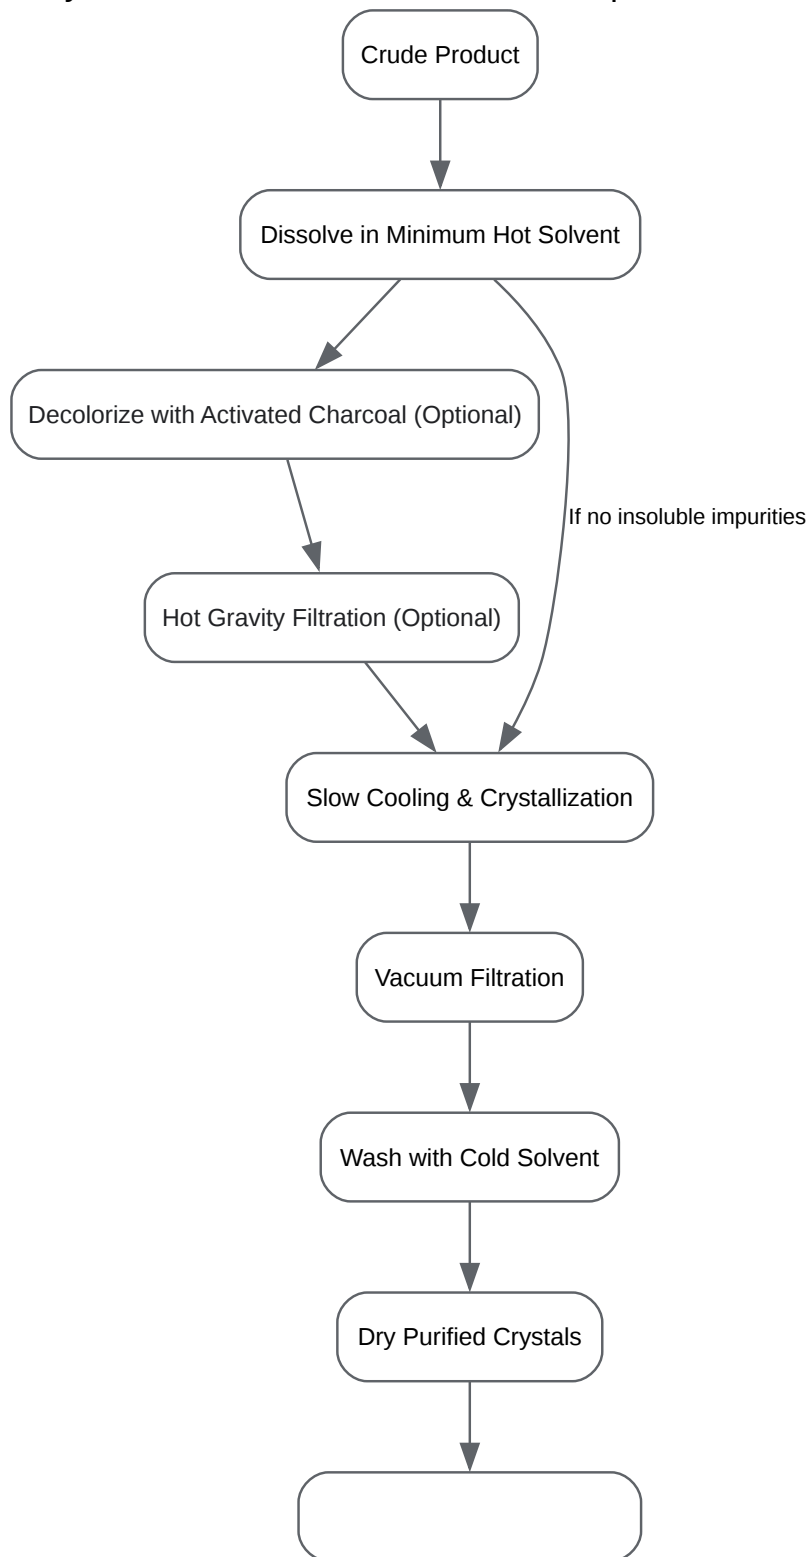 Crude Product
Dissolve in Minimum Hot Solvent
Decolorize with Activated Charcoal (Optional)
If no insoluble impurities
Hot Gravity Filtration (Optional)
Slow Cooling & Crystallization
Vacuum Filtration
Wash with Cold Solvent
Dry Purified Crystals